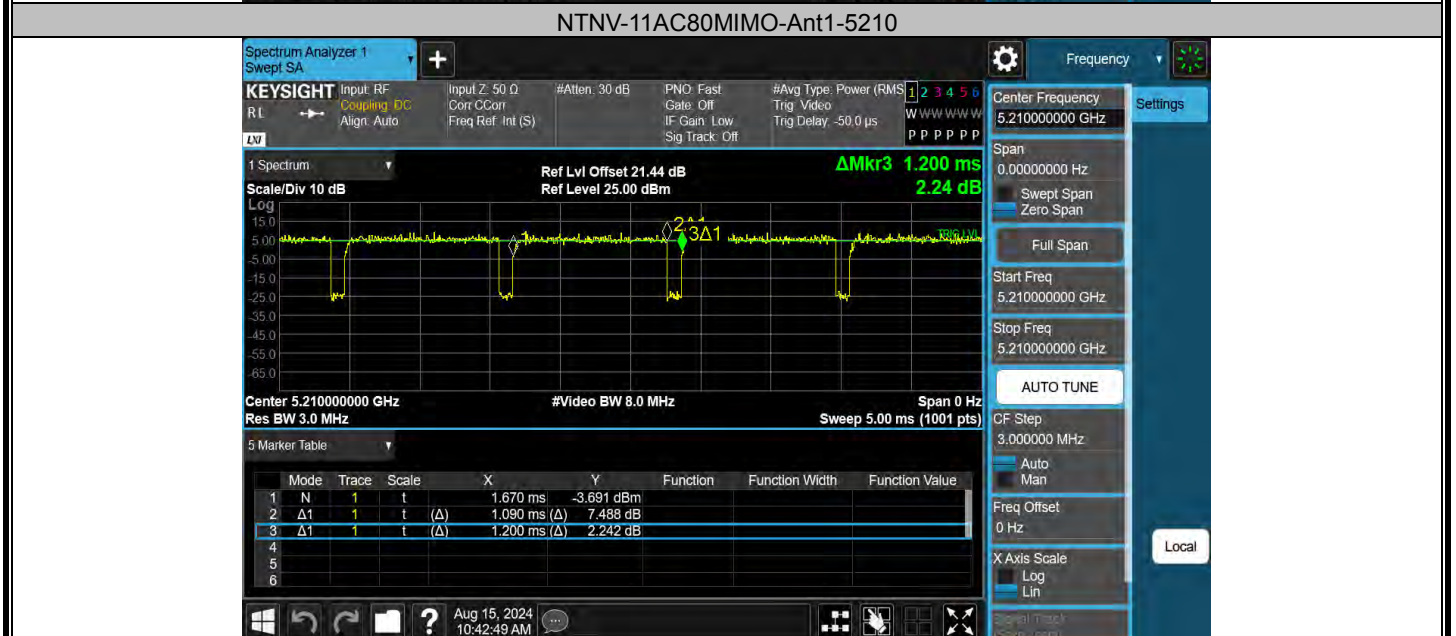 NTNV-11AC80MIMO-Ant1-5210
Spectrum Analyzer 1
Swept SA
+
Frequency
KEYSIGHT
RL
LXI
Input: RF
Coupling: DC
Align: Auto
Input Z: 50 Ω
Corr CCorr
Freq Ref: Int (S)
#Atten: 30 dB
PNO: Fast
Gate: Off
IF Gain: Low
Sig Track: Off
#Avg Type: Power (RMS
Trig: Video
Trig Delay: -50.0 µs
1 2 3 4 5 6
W W W W W W
P P P P P P
1 Spectrum
Scale/Div 10 dB
Ref Lvl Offset 21.44 dB
Ref Level 25.00 dBm
ΔMkr3 1.200 ms
2.24 dB
Log
15.0
5.00
-5.00
-15.0
-25.0
-35.0
-45.0
-55.0
-65.0
1
3Δ1
TRIG LVL
Center 5.210000000 GHz
#Video BW 8.0 MHz
Span 0 Hz
Res BW 3.0 MHz
Sweep 5.00 ms (1001 pts)
5 Marker Table
Mode Trace Scale X Y Function Function Width Function Value
1 N 1 t 1.670 ms -3.691 dBm
2 Δ1 1 t (Δ) 1.090 ms (Δ) 7.488 dB
3 Δ1 1 t (Δ) 1.200 ms (Δ) 2.242 dB
4
5
6
?
Aug 15, 2024
10:42:49 AM
Center Frequency
5.210000000 GHz
Settings
Span
0.00000000 Hz
Swept Span
Zero Span
Full Span
Start Freq
5.210000000 GHz
Stop Freq
5.210000000 GHz
AUTO TUNE
CF Step
3.000000 MHz
Auto
Man
Freq Offset
0 Hz
X Axis Scale
Log
Lin
Local
Signal Track